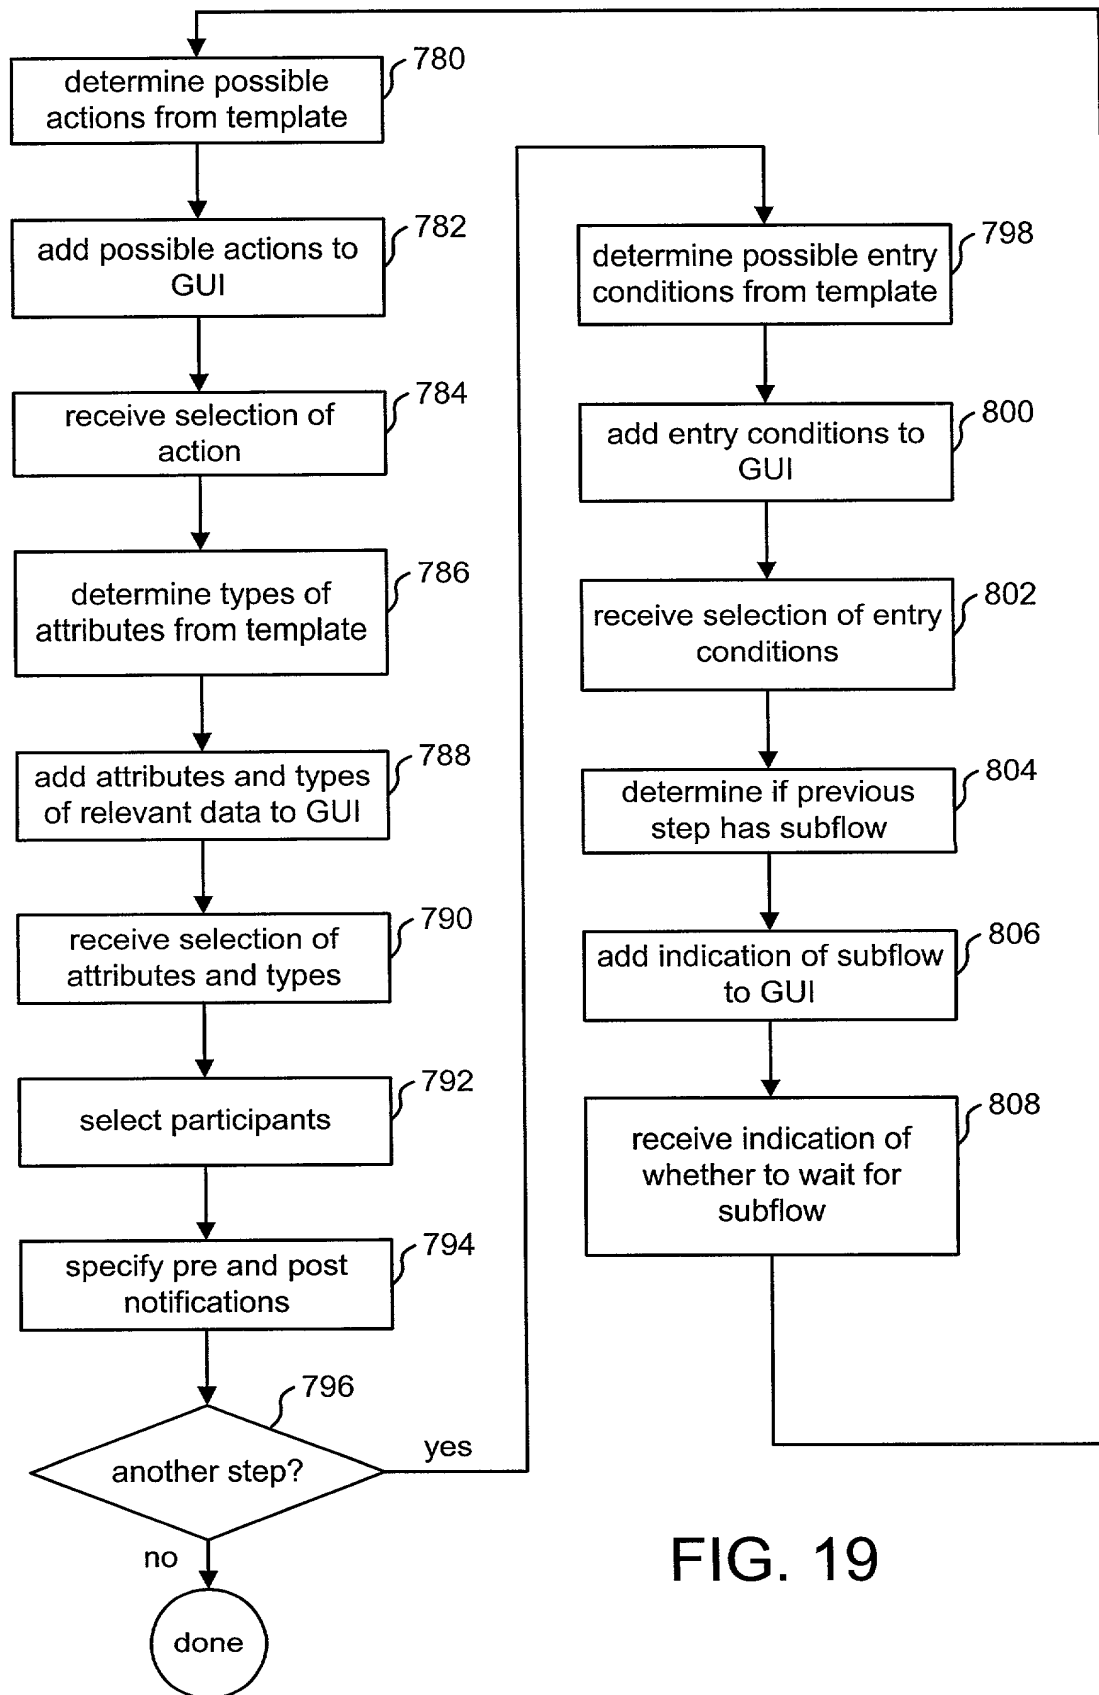 780
determine possible
actions from template
782
add possible actions to
GUI
784
receive selection of
action
786
determine types of
attributes from template
788
add attributes and types
of relevant data to GUI
790
receive selection of
attributes and types
792
select participants
794
specify pre and post
notifications
796
another step?
yes
no
done
798
determine possible entry
conditions from template
800
add entry conditions to
GUI
802
receive selection of entry
conditions
804
determine if previous
step has subflow
806
add indication of subflow
to GUI
808
receive indication of
whether to wait for
subflow
FIG. 19